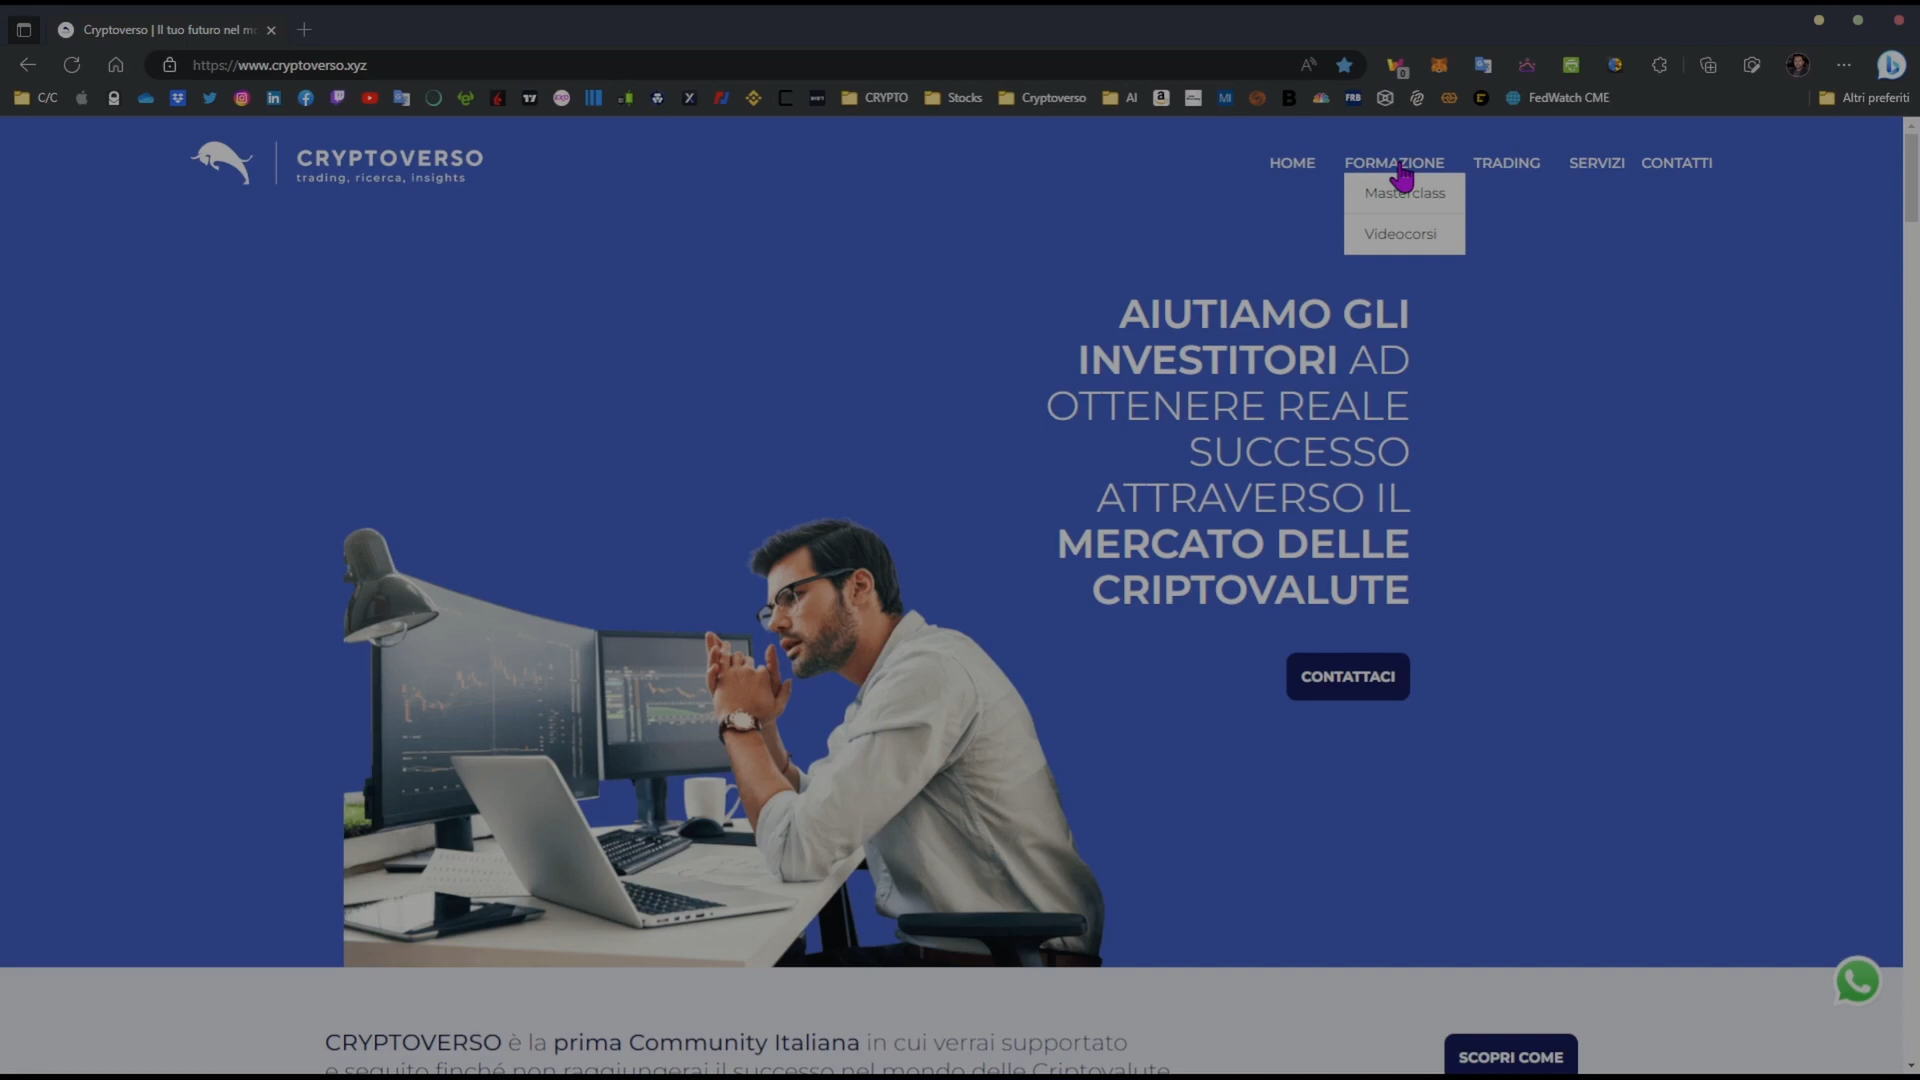 Cryptoverso | Il tuo futuro nel mo
https://www.cryptoverso.xyz
C/C
CRYPTO
Stocks
Cryptoverso
AI
FedWatch CME
Altri preferiti
CRYPTOVERSO
trading, ricerca, insights
HOME
FORMAZIONE
TRADING
SERVIZI
CONTATTI
Masterclass
Videocorsi
AIUTIAMO GLI
INVESTITORI AD
OTTENERE REALE
SUCCESSO
ATTRAVERSO IL
MERCATO DELLE
CRIPTOVALUTE
CONTATTACI
CRYPTOVERSO è la prima Community Italiana in cui verrai supportato
e seguito finché non raggiungerai il successo nel mondo delle Criptovalute
SCOPRI COME